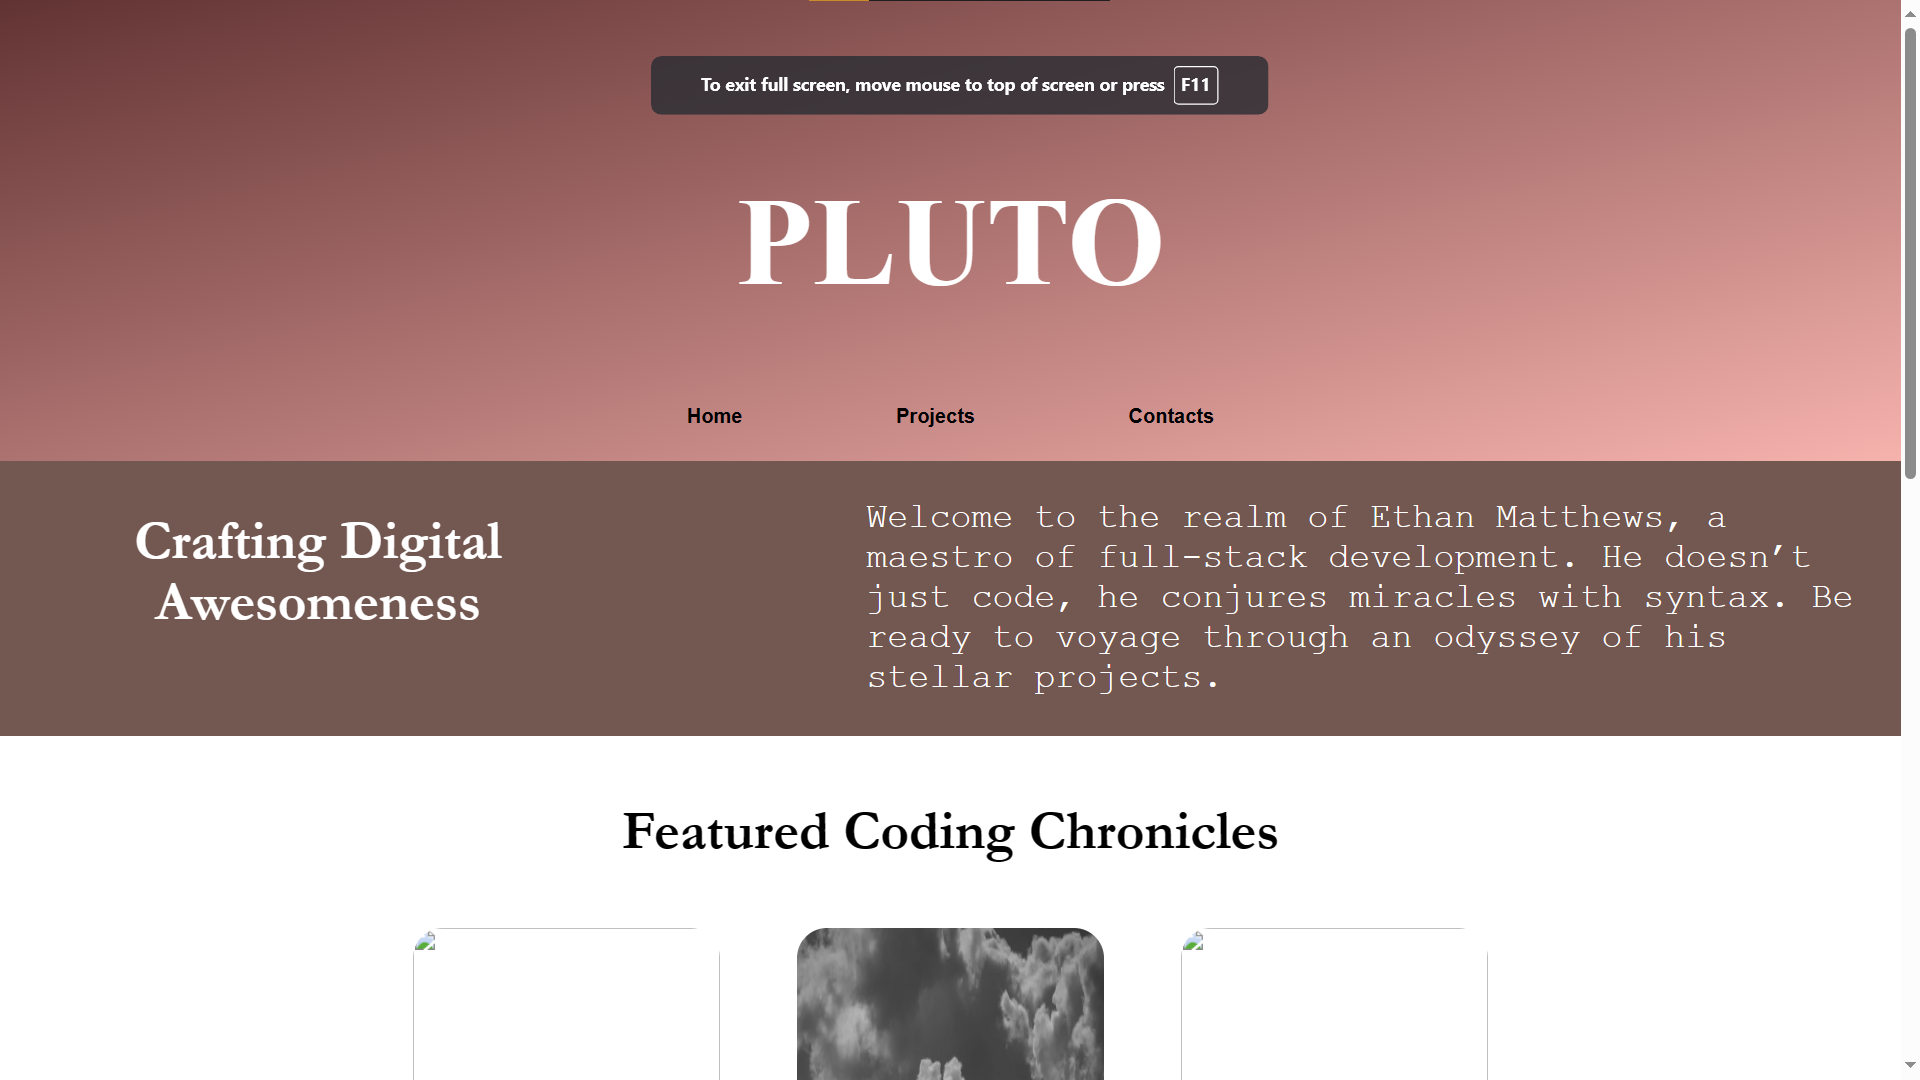 To exit full screen, move mouse to top of screen or press F11
PLUTO
Home Projects Contacts
Crafting Digital
Awesomeness
Welcome to the realm of Ethan Matthews, a
maestro of full-stack development. He doesn’t
just code, he conjures miracles with syntax. Be
ready to voyage through an odyssey of his
stellar projects.
Featured Coding Chronicles